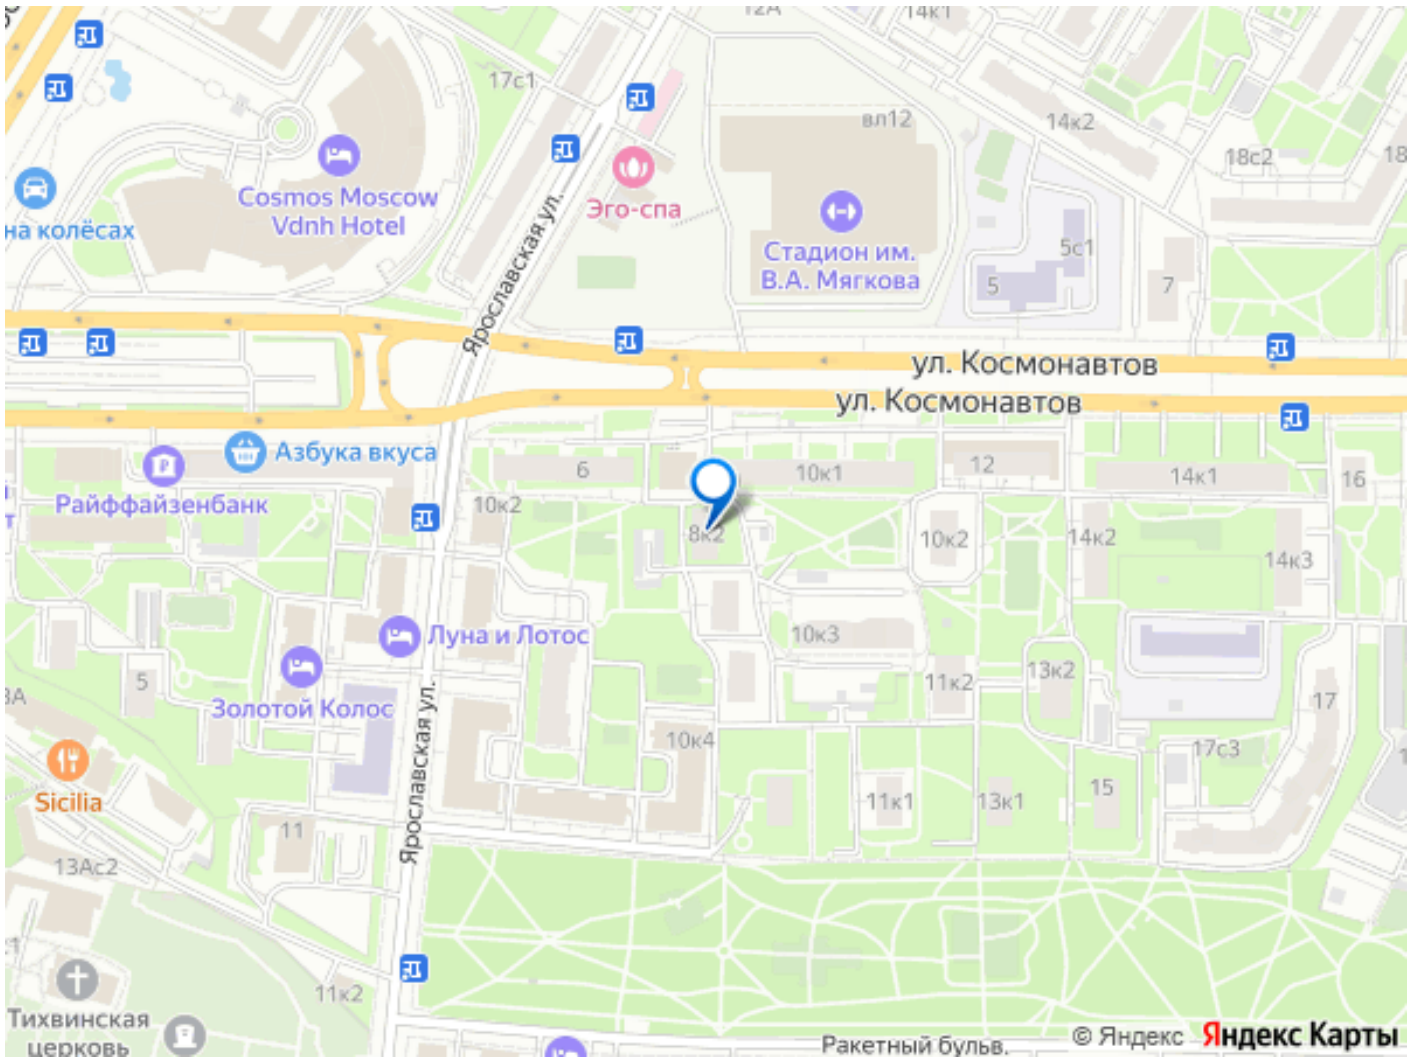 12А
14к1
17с1
вл12
14к2
18с2
18
Cosmos Moscow
Vdnh Hotel
Эго-спа
на колёсах
Стадион им.
В.А. Мягкова
5с1
5
7
Ярославская ул.
ул. Космонавтов
ул. Космонавтов
Азбука вкуса
Райффайзенбанк
т
6
10к1
12
14к1
16
10к2
8к2
10к2
14к2
14к3
Луна и Лотос
10к3
5
Золотой Колос
11к2
13к2
17
3А
Ярославская ул.
10к4
17с3
Sicilia
11к1
13к1
15
11
13Ас2
11к2
Тихвинская
церковь
Ракетный бульв.
© Яндекс Яндекс Карты